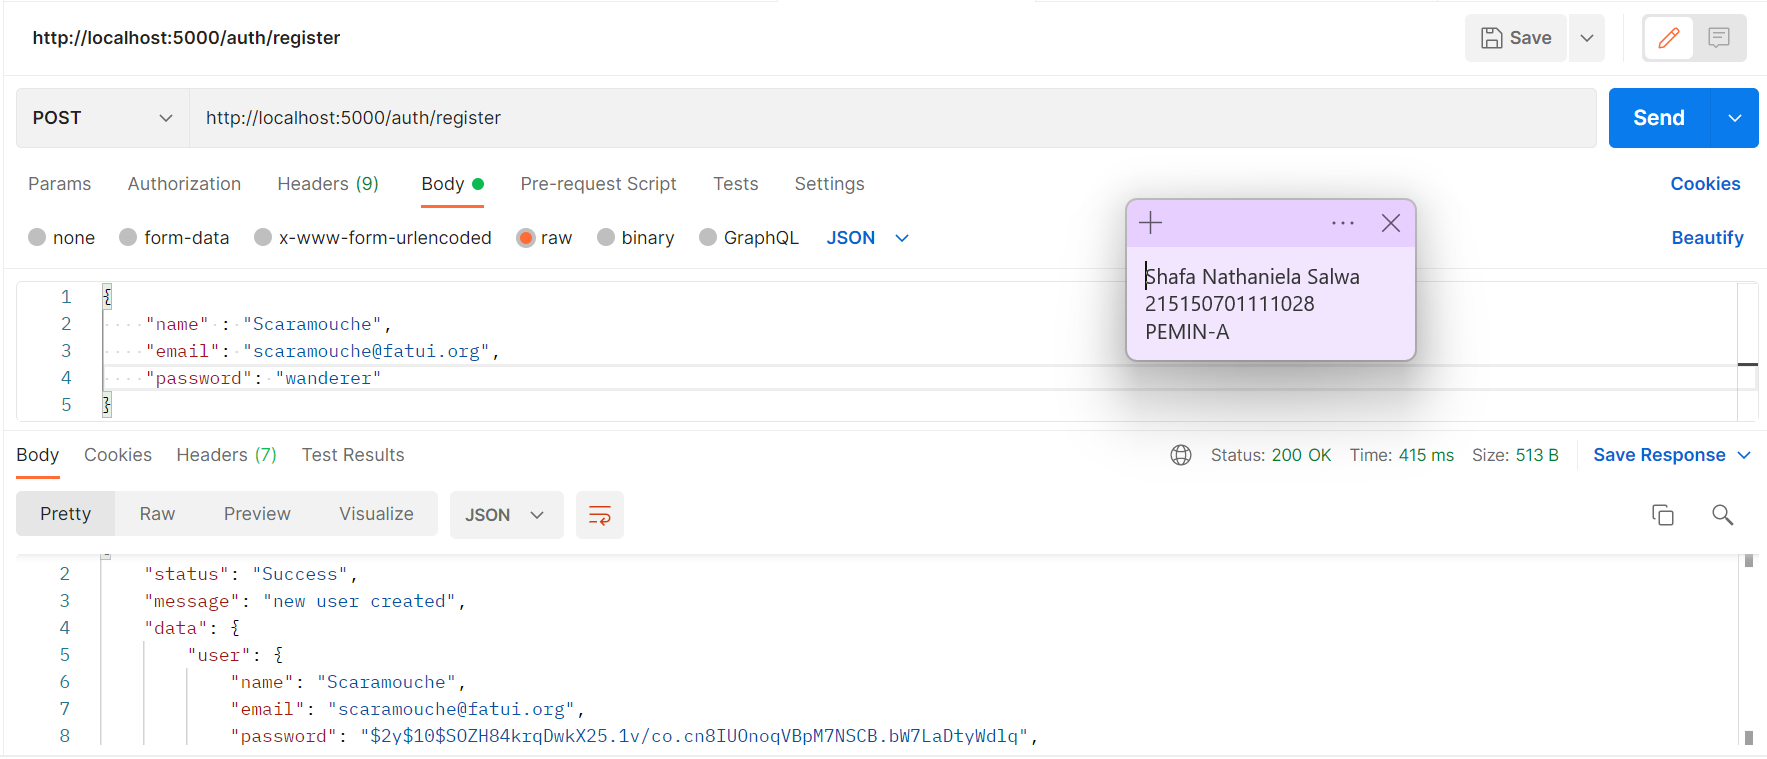 http://localhost:5000/auth/register
Save
POST http://localhost:5000/auth/register Send
Params Authorization Headers (9) Body Pre-request Script Tests Settings Cookies
none form-data x-www-form-urlencoded raw binary GraphQL JSON Beautify
Shafa Nathaniela Salwa
215150701111028
PEMIN-A
1 {
2 "name" : "Scaramouche",
3 "email": "scaramouche@fatui.org",
4 "password": "wanderer"
5 }
Body Cookies Headers (7) Test Results Status: 200 OK Time: 415 ms Size: 513 B Save Response
Pretty Raw Preview Visualize JSON
2 "status": "Success",
3 "message": "new user created",
4 "data": {
5 "user": {
6 "name": "Scaramouche",
7 "email": "scaramouche@fatui.org",
8 "password": "$2y$10$SOZH84krqDwkX25.1v/co.cn8IUOnoqVBpM7NSCB.bW7LaDtyWdlq",